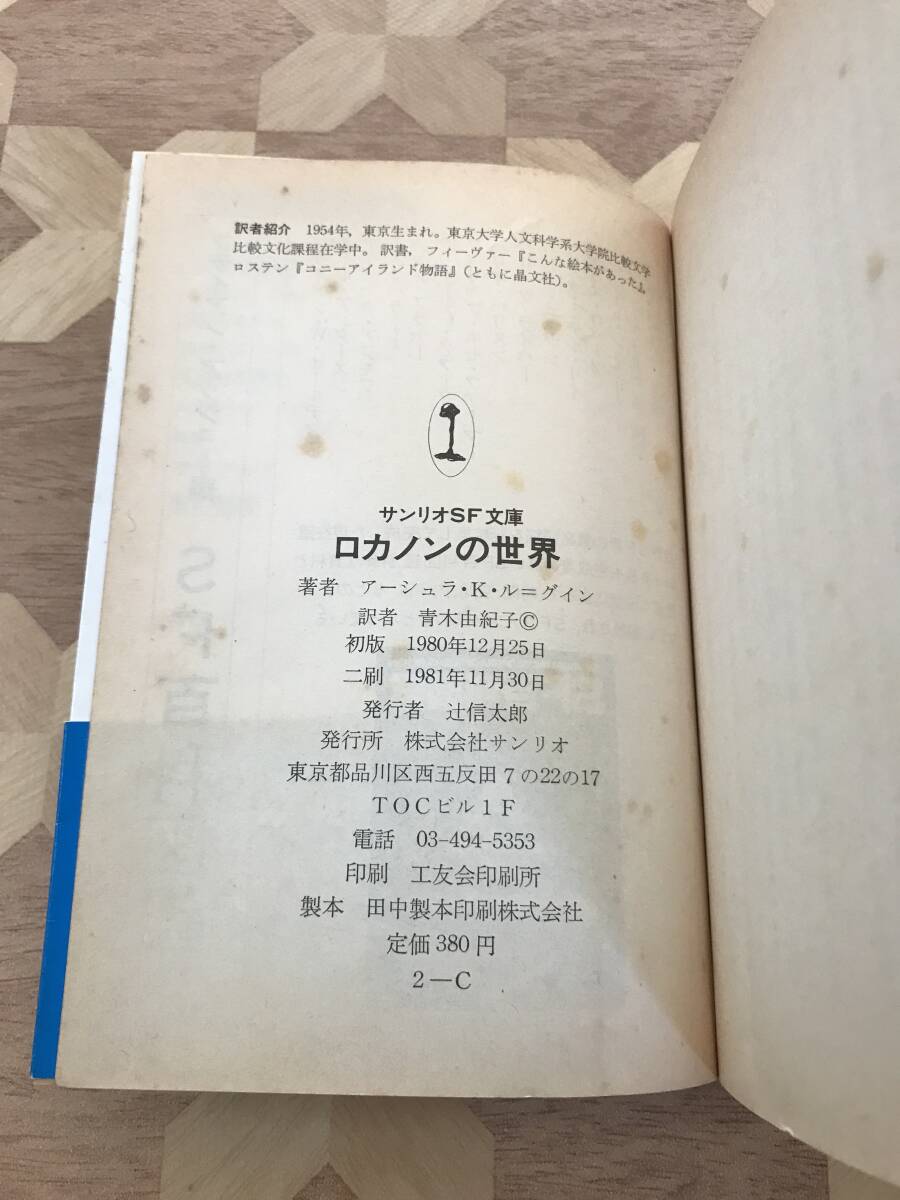 訳者紹介　1954年，東京生まれ。東京大学人文科学系大学院比較文学
比較文化課程在学中。訳書，フィーヴァー『こんな絵本があった』，
ロステン『コニーアイランド物語』（ともに晶文社）。
サンリオSF文庫
ロカノンの世界
著者　アーシュラ・K・ル＝グイン
訳者　青木由紀子©
初版　1980年12月25日
二刷　1981年11月30日
発行者　辻信太郎
発行所　株式会社サンリオ
東京都品川区西五反田7の22の17
TOCビル1F
電話　03-494-5353
印刷　工友会印刷所
製本　田中製本印刷株式会社
定価380円
2—C